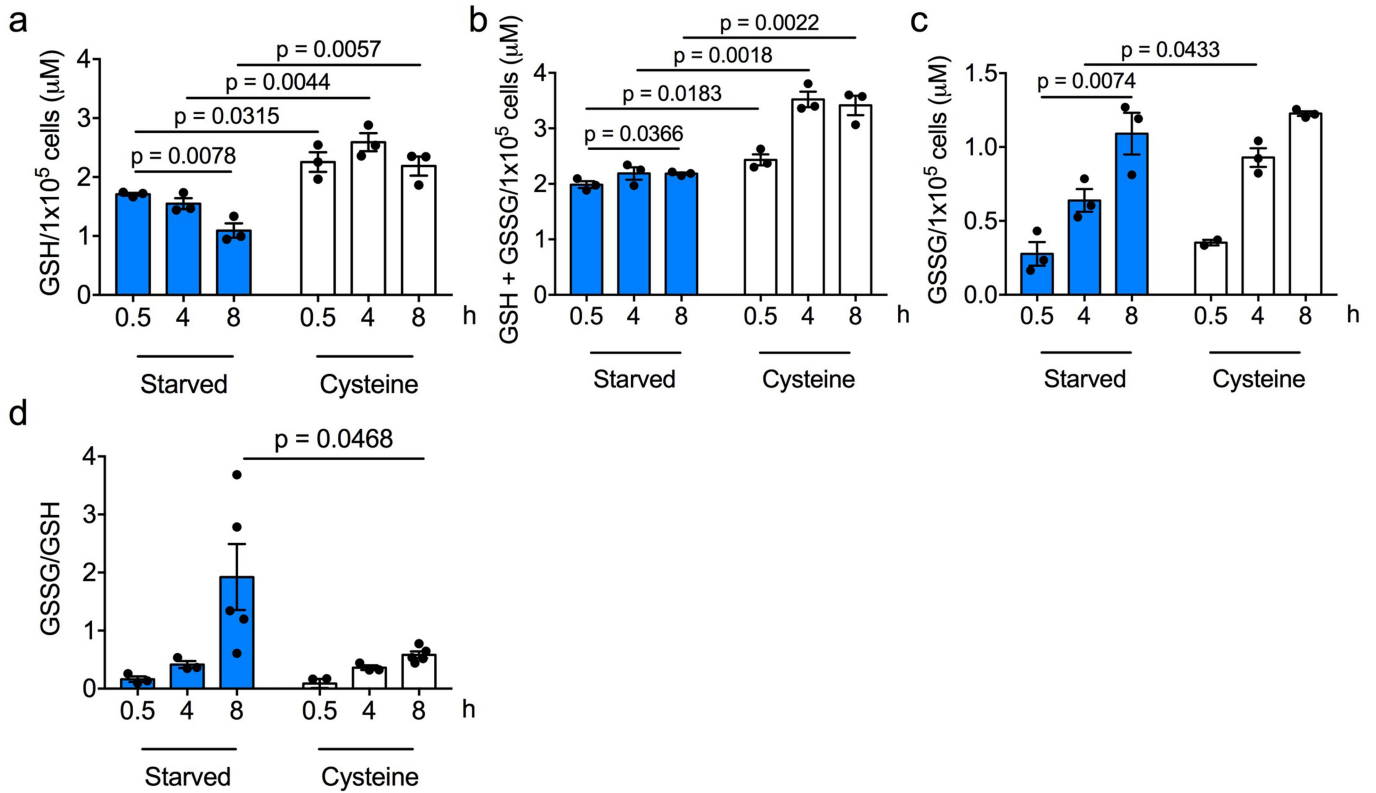 a
GSH/1x10⁵ cells (µM)
p = 0.0057
p = 0.0044
p = 0.0315
p = 0.0078
4
3
2
1
0
0.5 4 8 0.5 4 8 h
Starved Cysteine
b
GSH + GSSG/1x10⁵ cells (µM)
p = 0.0022
p = 0.0018
p = 0.0183
p = 0.0366
4
3
2
1
0
0.5 4 8 0.5 4 8 h
Starved Cysteine
c
GSSG/1x10⁵ cells (µM)
p = 0.0433
p = 0.0074
1.5
1.0
0.5
0.0
0.5 4 8 0.5 4 8 h
Starved Cysteine
d
GSSG/GSH
p = 0.0468
4
3
2
1
0
0.5 4 8 0.5 4 8 h
Starved Cysteine